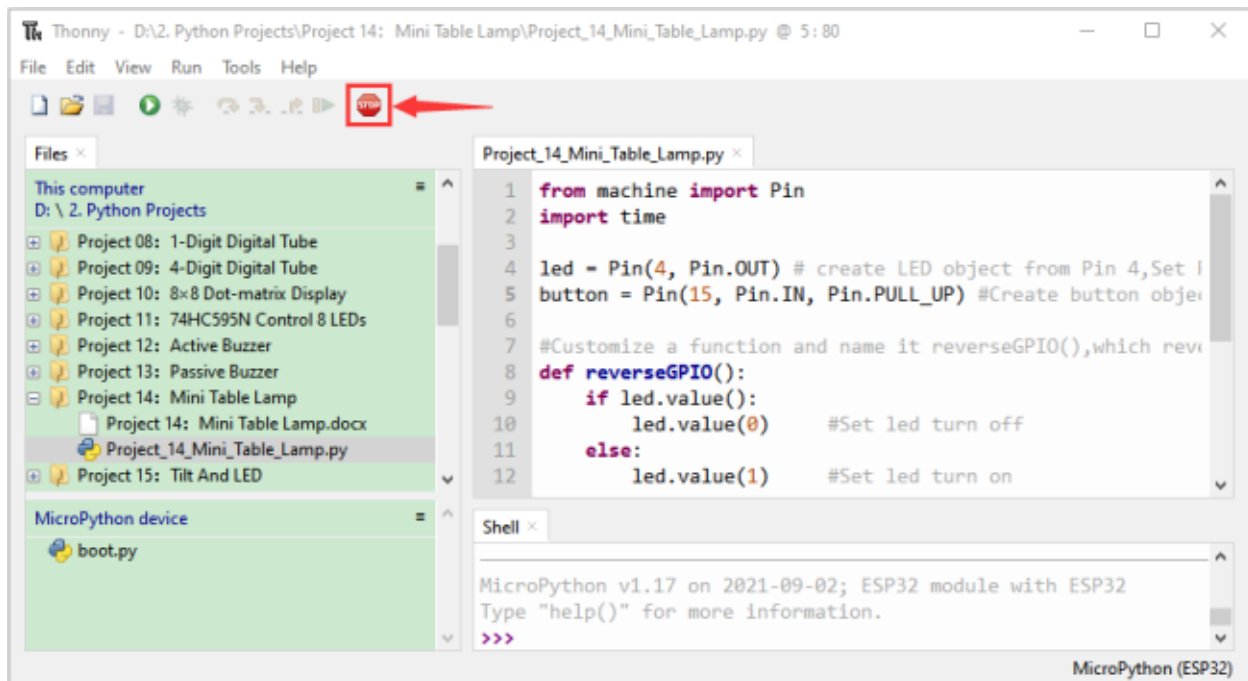 Thonny - D:\2. Python Projects\Project 14：Mini Table Lamp\Project_14_Mini_Table_Lamp.py @ 5:80
File Edit View Run Tools Help
STOP
Files
This computer
D: \ 2. Python Projects
Project 08：1-Digit Digital Tube
Project 09：4-Digit Digital Tube
Project 10：8×8 Dot-matrix Display
Project 11：74HC595N Control 8 LEDs
Project 12：Active Buzzer
Project 13：Passive Buzzer
Project 14：Mini Table Lamp
Project 14：Mini Table Lamp.docx
Project_14_Mini_Table_Lamp.py
Project 15：Tilt And LED
MicroPython device
boot.py
Project_14_Mini_Table_Lamp.py
1 from machine import Pin
2 import time
3
4 led = Pin(4, Pin.OUT) # create LED object from Pin 4,Set
5 button = Pin(15, Pin.IN, Pin.PULL_UP) #Create button
6
7 #Customize a function and name it reverseGPIO(),which
8 def reverseGPIO():
9 if led.value():
10 led.value(0) #Set led turn off
11 else:
12 led.value(1) #Set led turn on
Shell
MicroPython v1.17 on 2021-09-02; ESP32 module with ESP32
Type "help()" for more information.
>>>
MicroPython (ESP32)